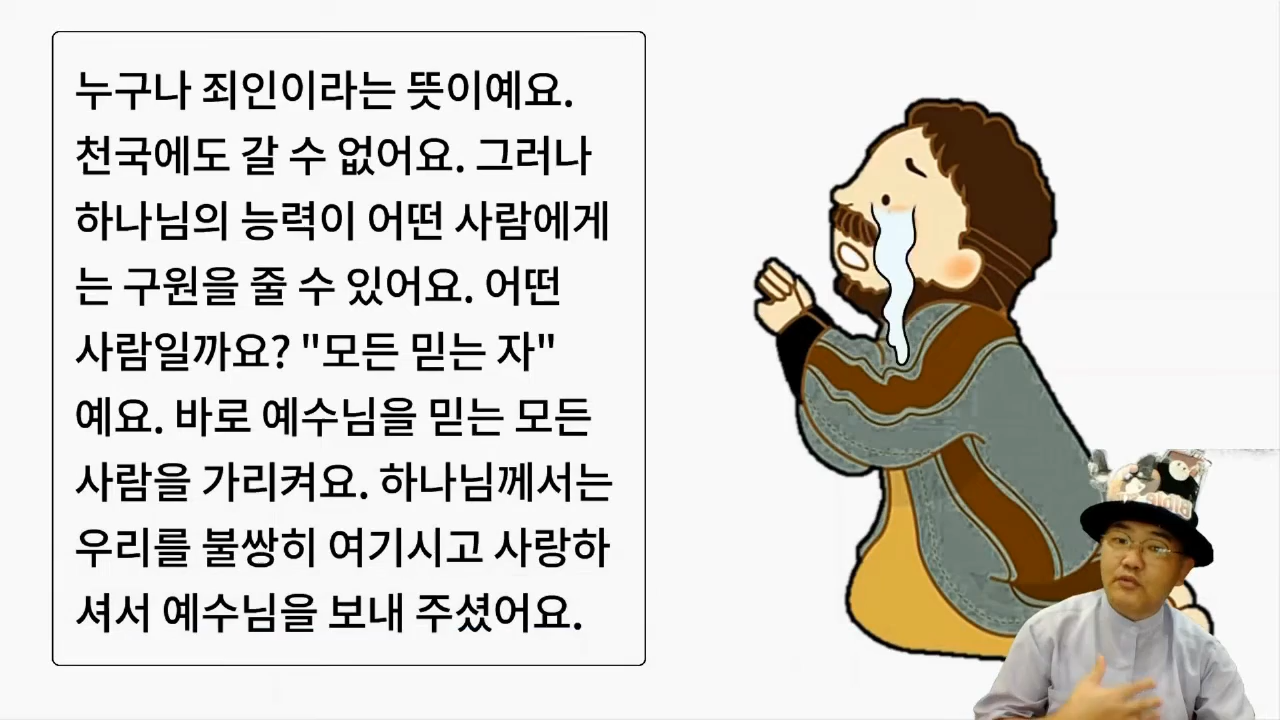 누구나 죄인이라는 뜻이예요.
천국에도 갈 수 없어요. 그러나
하나님의 능력이 어떤 사람에게
는 구원을 줄 수 있어요. 어떤
사람일까요? "모든 믿는 자"
예요. 바로 예수님을 믿는 모든
사람을 가리켜요. 하나님께서는
우리를 불쌍히 여기시고 사랑하
셔서 예수님을 보내 주셨어요.